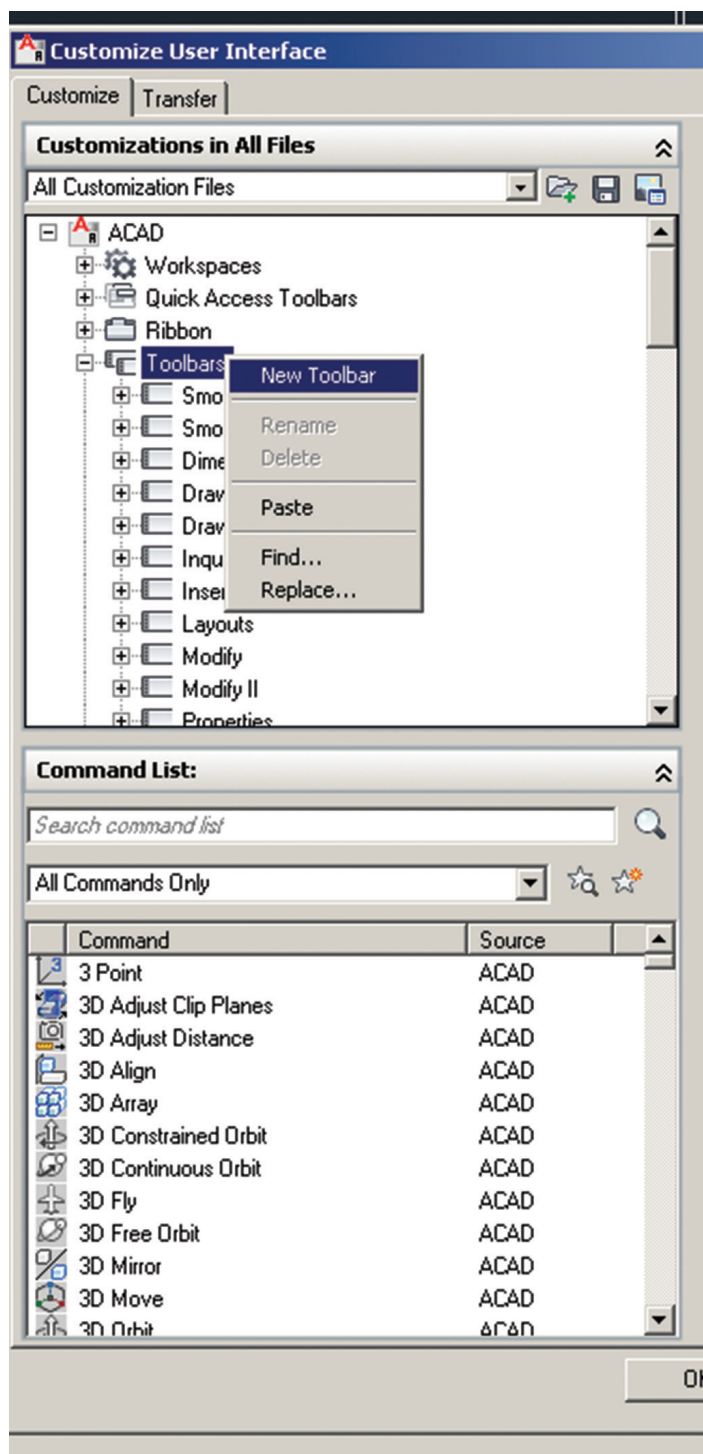 Customize User Interface
Customize Transfer
Customizations in All Files
All Customization Files
ACAD
Workspaces
Quick Access Toolbars
Ribbon
Toolbars
New Toolbar
Rename
Delete
Paste
Find...
Replace...
Smo
Smo
Dime
Draw
Draw
Inqu
Inser
Layouts
Modify
Modify II
Properties
Command List:
Search command list
All Commands Only
Command Source
3 Point ACAD
3D Adjust Clip Planes ACAD
3D Adjust Distance ACAD
3D Align ACAD
3D Array ACAD
3D Constrained Orbit ACAD
3D Continuous Orbit ACAD
3D Fly ACAD
3D Free Orbit ACAD
3D Mirror ACAD
3D Move ACAD
3D Orbit ACAD